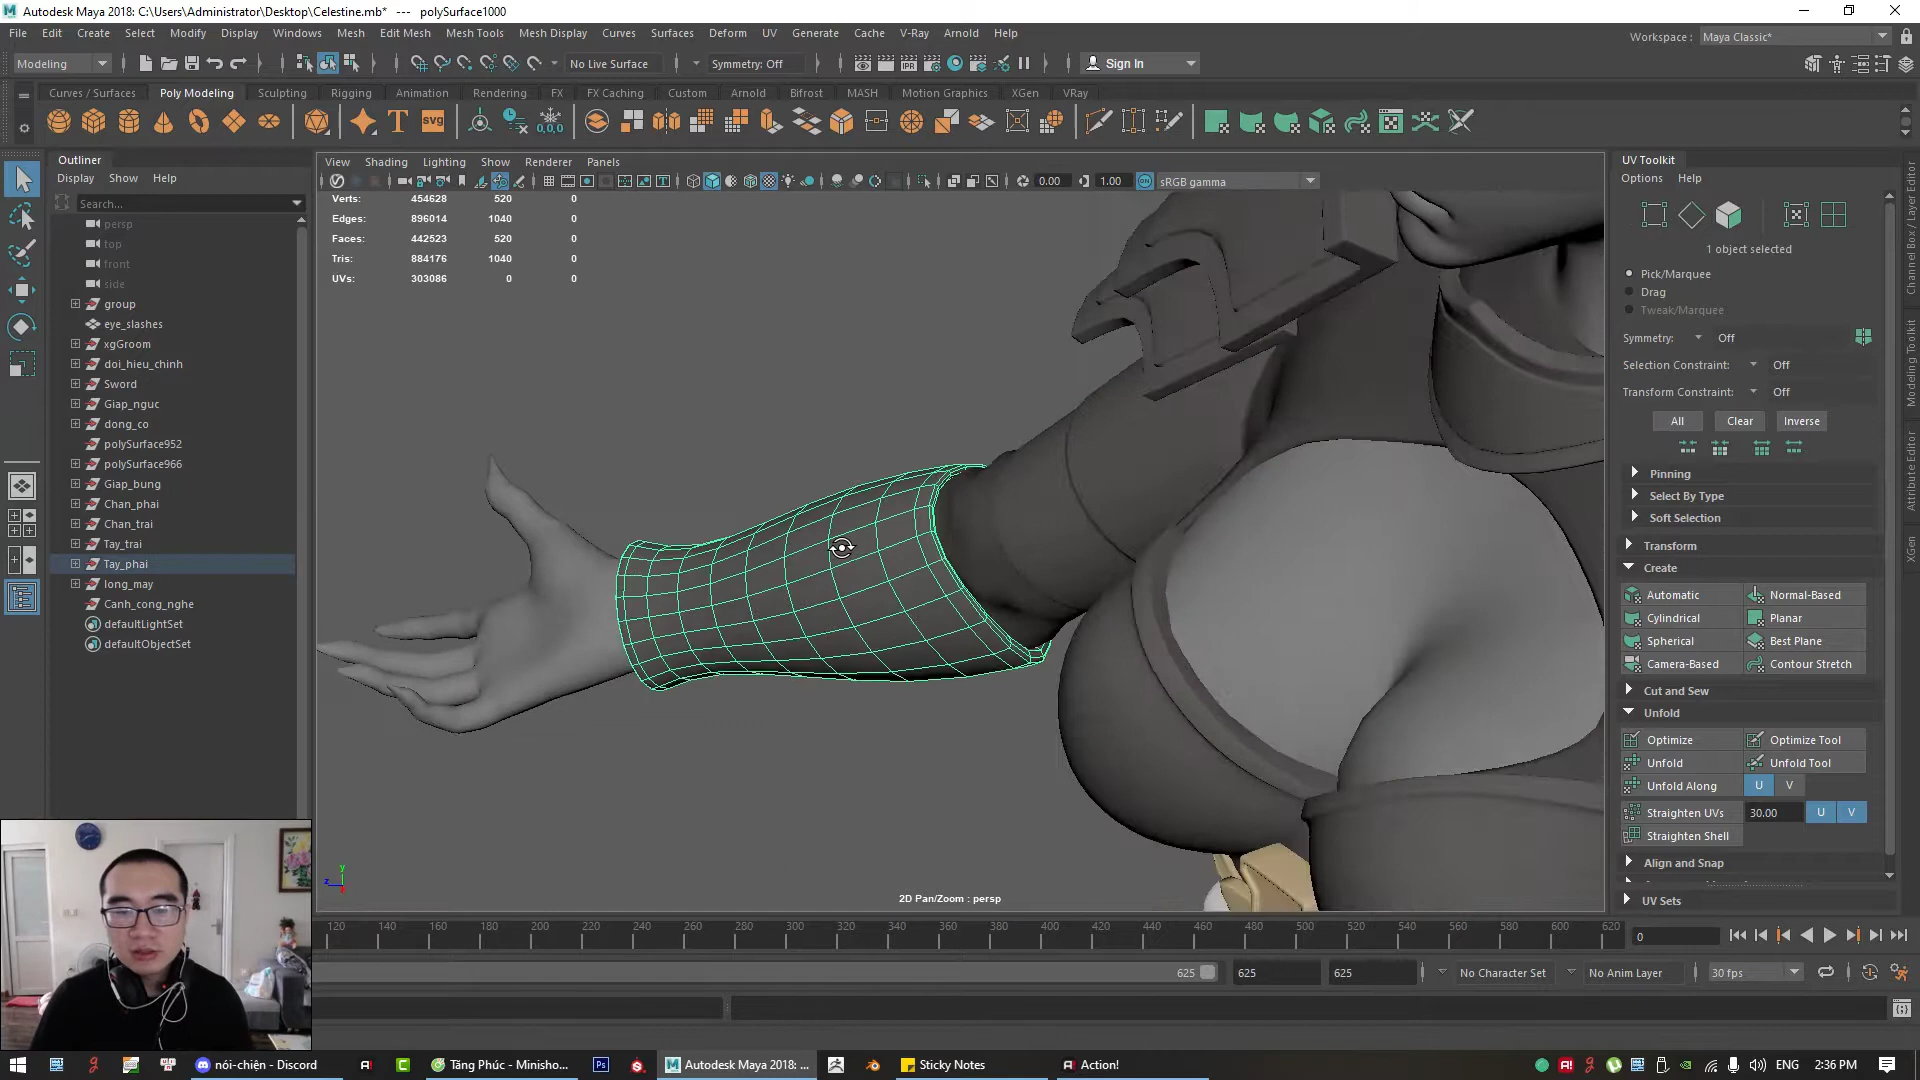 Autodesk Maya 2018: C:\Users\Administrator\Desktop\Celestine.mb*   ---   polySurface1000
File Edit Create Select Modify Display Windows Mesh Edit Mesh Mesh Tools Mesh Display Curves Surfaces Deform UV Generate Cache V-Ray Arnold Help
Workspace : Maya Classic*
Modeling
No Live Surface
Symmetry: Off
Sign In
Curves / Surfaces Poly Modeling Sculpting Rigging Animation Rendering FX FX Caching Custom Arnold Bifrost MASH Motion Graphics XGen VRay
Outliner
Display Show Help
Search...
persp
top
front
side
group
eye_slashes
xgGroom
doi_hieu_chinh
Sword
Giap_nguc
dong_co
polySurface952
polySurface966
Giap_bung
Chan_phai
Chan_trai
Tay_trai
Tay_phai
long_may
Canh_cong_nghe
defaultLightSet
defaultObjectSet
View Shading Lighting Show Renderer Panels
0.00 1.00 ON sRGB gamma
Verts: 454628 520 0
Edges: 896014 1040 0
Faces: 442523 520 0
Tris: 884176 1040 0
UVs: 303086 0 0
y
z
2D Pan/Zoom : persp
UV Toolkit
Options Help
1 object selected
Pick/Marquee
Drag
Tweak/Marquee
Symmetry: Off
Selection Constraint: Off
Transform Constraint: Off
All Clear Inverse
Pinning
Select By Type
Soft Selection
Transform
Create
Automatic Normal-Based
Cylindrical Planar
Spherical Best Plane
Camera-Based Contour Stretch
Cut and Sew
Unfold
Optimize Optimize Tool
Unfold Unfold Tool
Unfold Along U V
Straighten UVs 30.00 U V
Straighten Shell
Align and Snap
UV Sets
Channel Box / Layer Editor
Modeling Toolkit
Attribute Editor
XGen
120 140 160 180 200 220 240 260 280 300 320 340 360 380 400 420 440 460 480 500 520 540 560 580 600 620
0
625 625 625
No Character Set No Anim Layer 30 fps
nói-chiện - Discord
Tăng Phúc - Minisho...
Autodesk Maya 2018: ...
Sticky Notes
Action!
ENG 2:36 PM